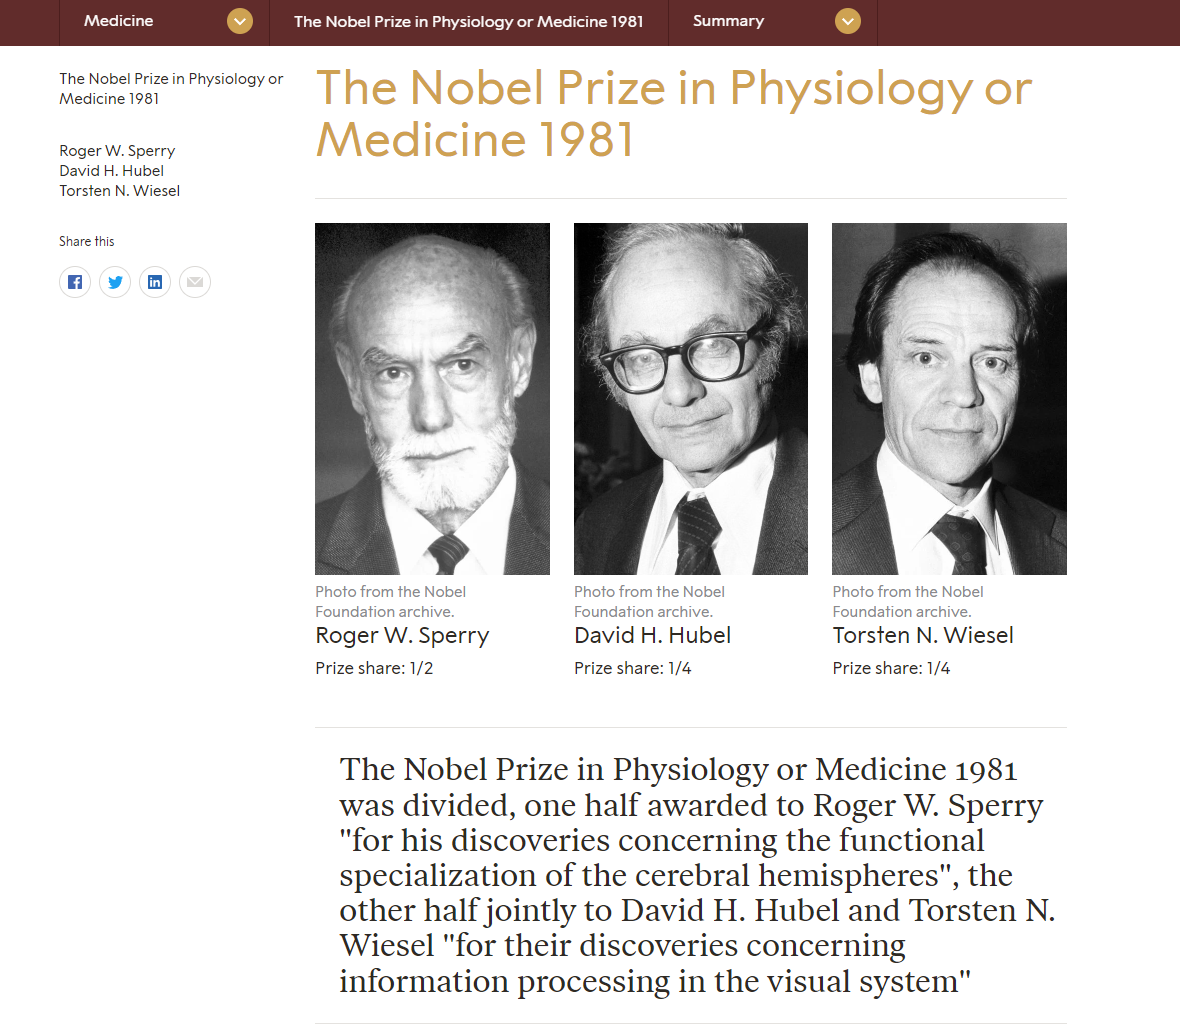 Medicine
The Nobel Prize in Physiology or Medicine 1981
Summary
The Nobel Prize in Physiology or
Medicine 1981
Roger W. Sperry
David H. Hubel
Torsten N. Wiesel
Share this
The Nobel Prize in Physiology or
Medicine 1981
Photo from the Nobel
Foundation archive.
Roger W. Sperry
Prize share: 1/2
Photo from the Nobel
Foundation archive.
David H. Hubel
Prize share: 1/4
Photo from the Nobel
Foundation archive.
Torsten N. Wiesel
Prize share: 1/4
The Nobel Prize in Physiology or Medicine 1981
was divided, one half awarded to Roger W. Sperry
"for his discoveries concerning the functional
specialization of the cerebral hemispheres", the
other half jointly to David H. Hubel and Torsten N.
Wiesel "for their discoveries concerning
information processing in the visual system"